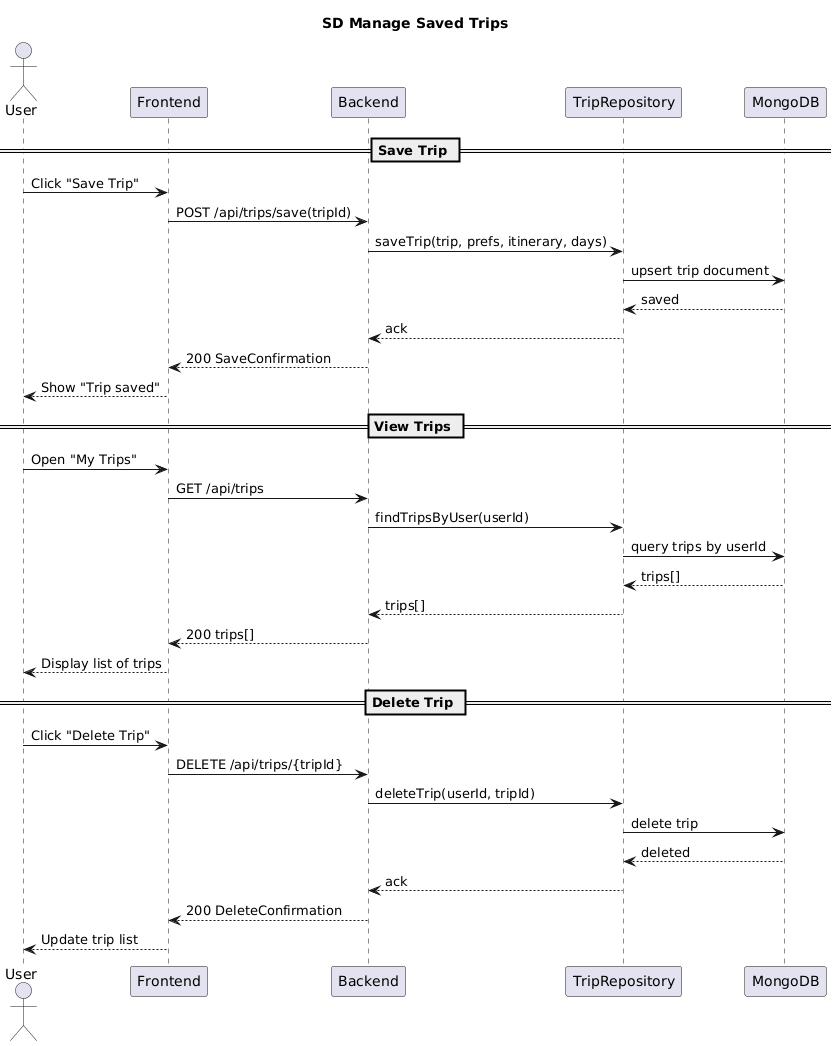 SD Manage Saved Trips
User
Frontend
Backend
TripRepository
MongoDB
Save Trip
Click "Save Trip"
POST /api/trips/save(tripId)
saveTrip(trip, prefs, itinerary, days)
upsert trip document
saved
ack
200 SaveConfirmation
Show "Trip saved"
View Trips
Open "My Trips"
GET /api/trips
findTripsByUser(userId)
query trips by userId
trips[]
trips[]
200 trips[]
Display list of trips
Delete Trip
Click "Delete Trip"
DELETE /api/trips/{tripId}
deleteTrip(userId, tripId)
delete trip
deleted
ack
200 DeleteConfirmation
Update trip list
User
Frontend
Backend
TripRepository
MongoDB